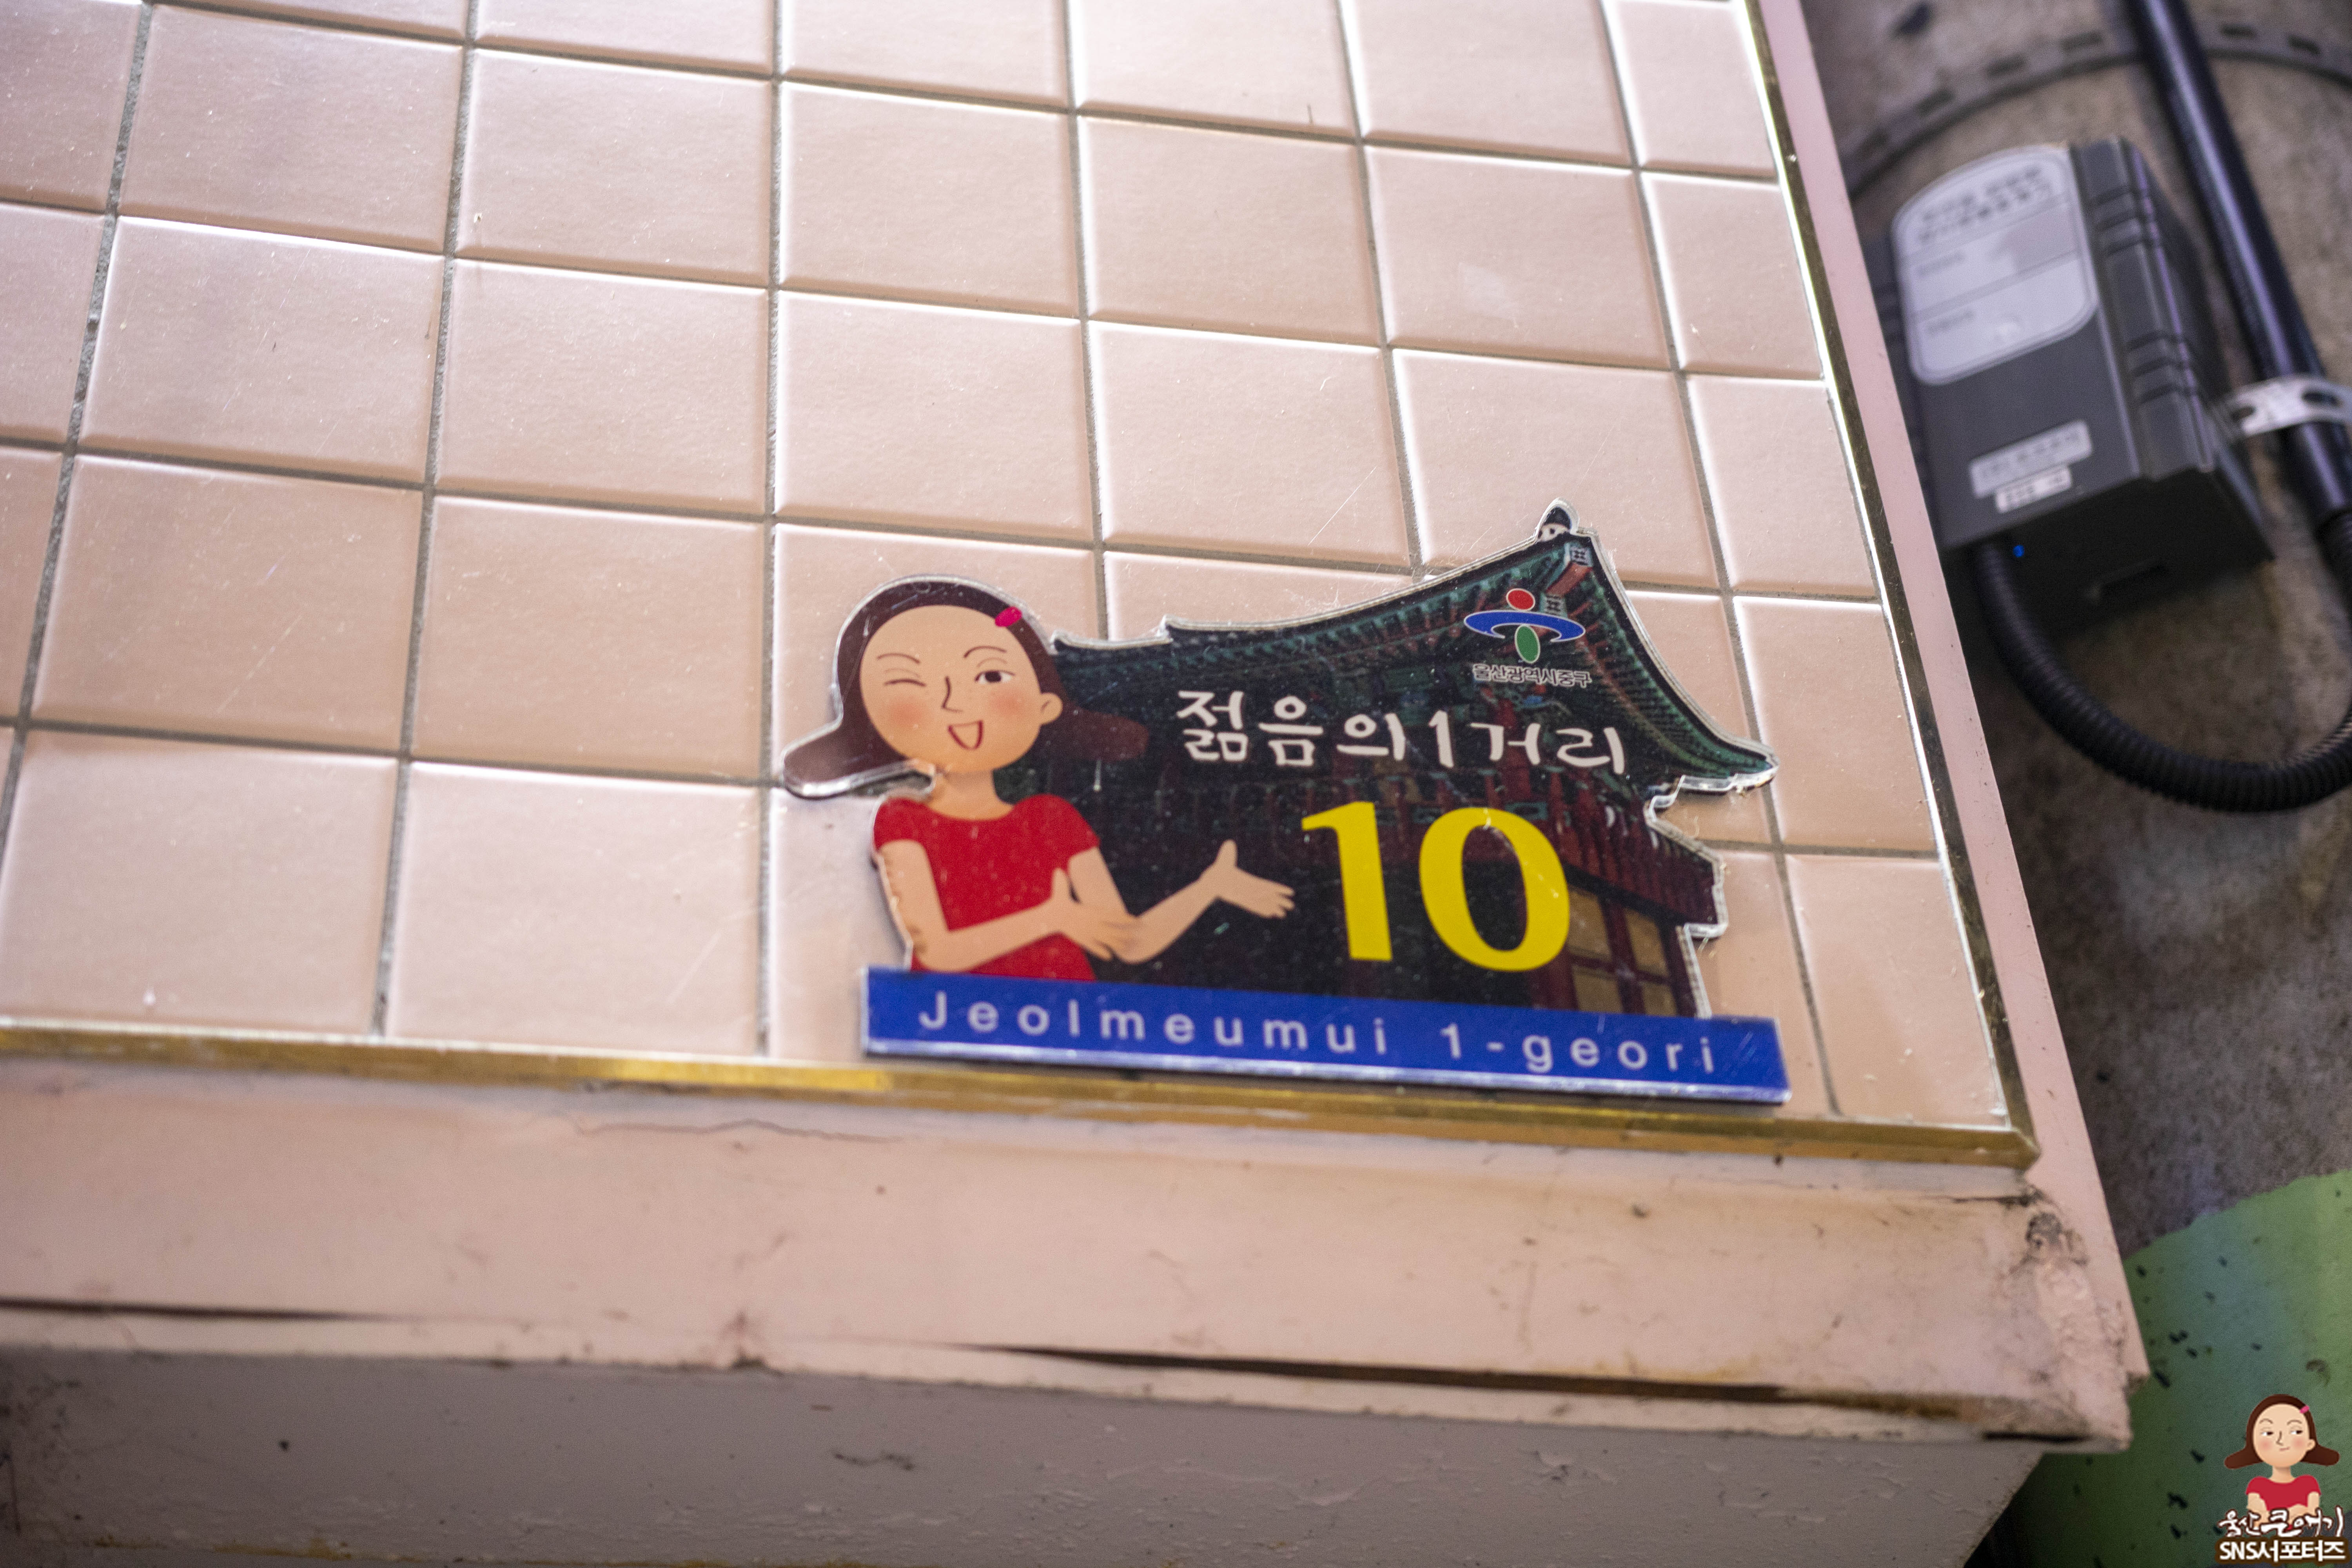 울산광역시중구
젊음의1거리
10
Jeolmeumui 1-geori
울산큰애기
SNS서포터즈